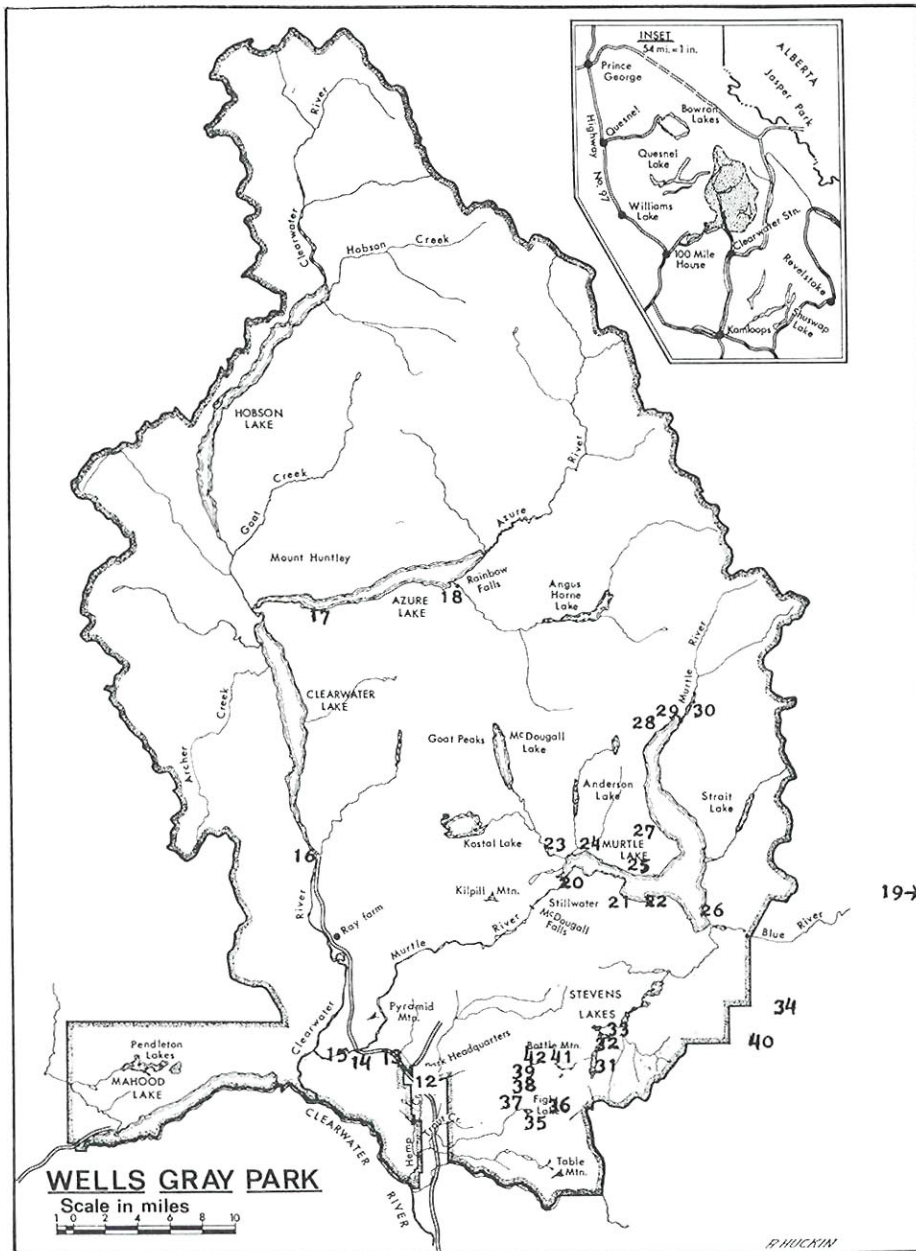 INSET
54 mi. = 1 in.
Prince
George
ALBERTA
Jasper Park
Bowron
Lakes
Quesnel
Highway
No. 97
Quesnel
Lake
Williams
Lake
Clearwater Stn.
100 Mile
House
Revelstoke
Shuswap
Lake
Kamloops
River
Clearwater
Hobson Creek
HOBSON
LAKE
Goat
Creek
River
Azure
Mount Huntley
Rainbow
Falls
18
AZURE
LAKE
17
Angus
Horne
Lake
River
Murtle
CLEARWATER
LAKE
Creek
Archer
28 29 30
Goat Peaks
McDougall
Lake
Anderson
Lake
Strait
Lake
27
16
Kostal Lake
23 24
MURTLE
LAKE
25
20
Kilpill Mtn.
Stillwater
21 22
26
19→
Blue River
River
Ray farm
McDougall
Falls
Murtle
River
STEVENS
LAKES
34
33
Pyramid
Mtn.
Clearwater
40
32
Battle Mtn.
42 41
31
15 14 13
Headquarters
12
39
38
37
36
35
Pendleton
Lakes
MAHOOD
LAKE
CLEARWATER
RIVER
Hemp
Cr.
Table
Mtn.
WELLS GRAY PARK
Scale in miles
1 0 2 4 6 8 10
R HUCKIN